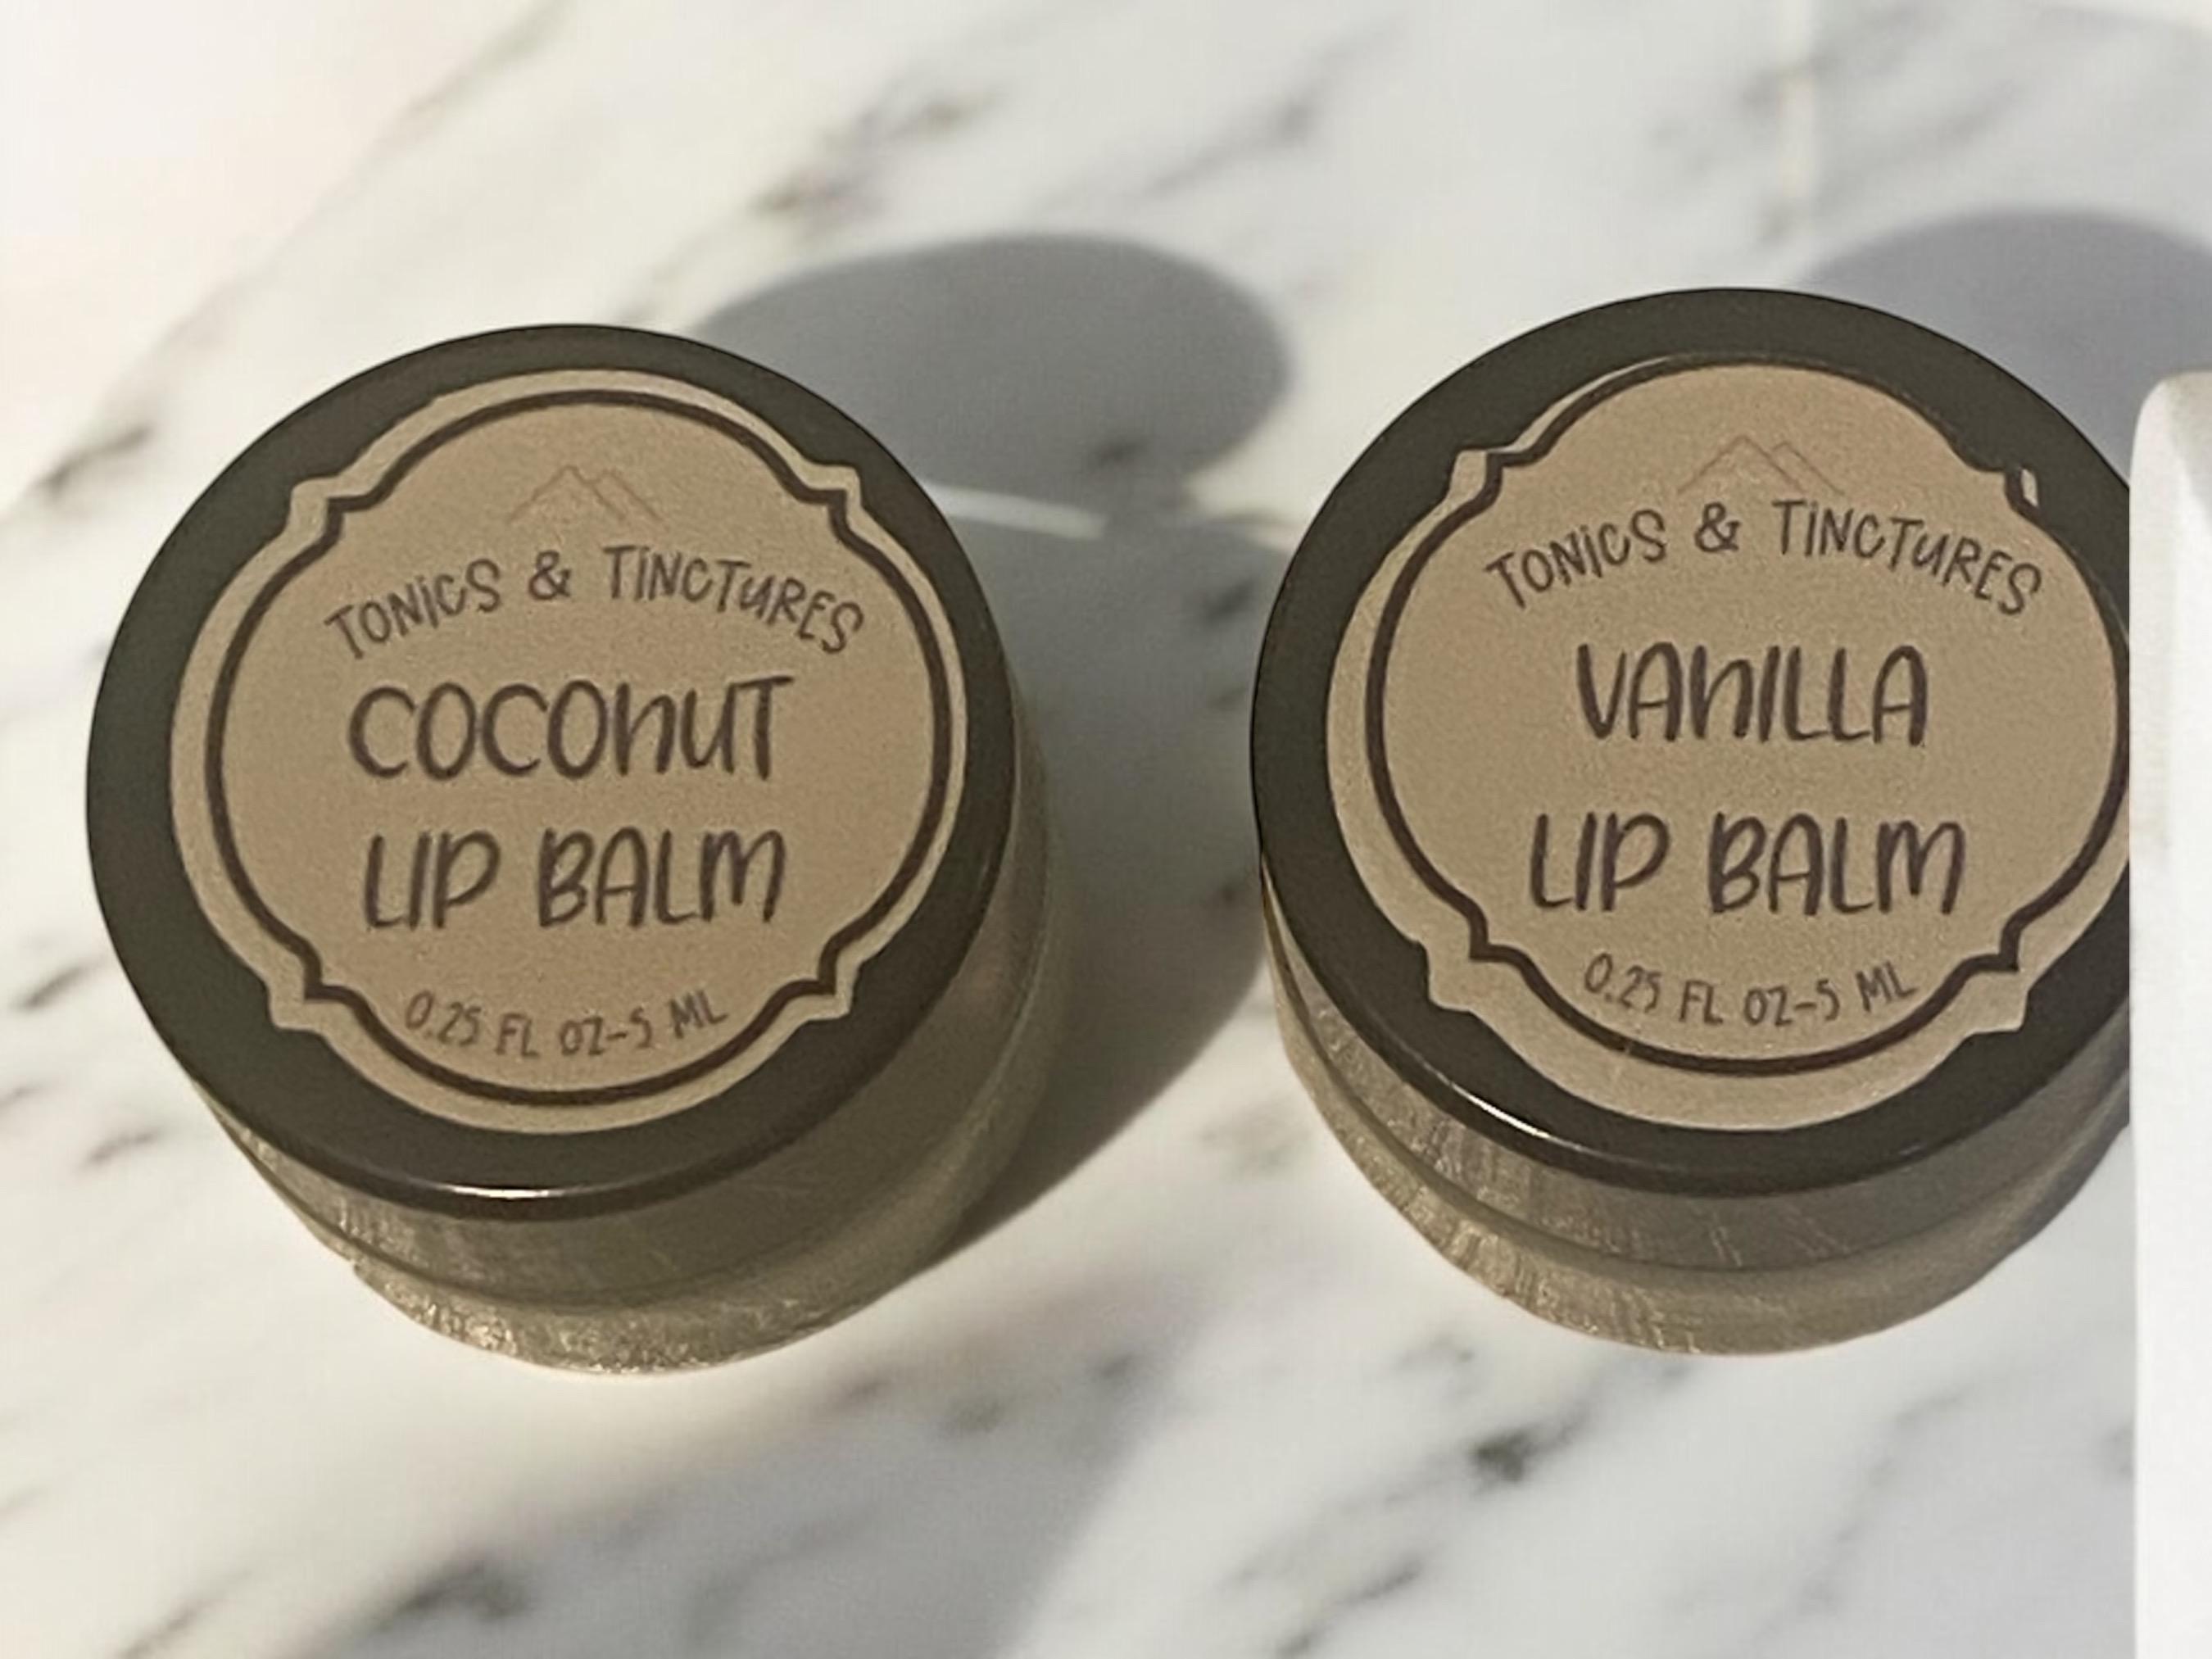 TONICS & TINCTURES
COCONUT
LIP BALM
0.25 FL OZ-5 ML
TONICS & TINCTURES
VANILLA
LIP BALM
0.25 FL OZ-5 ML